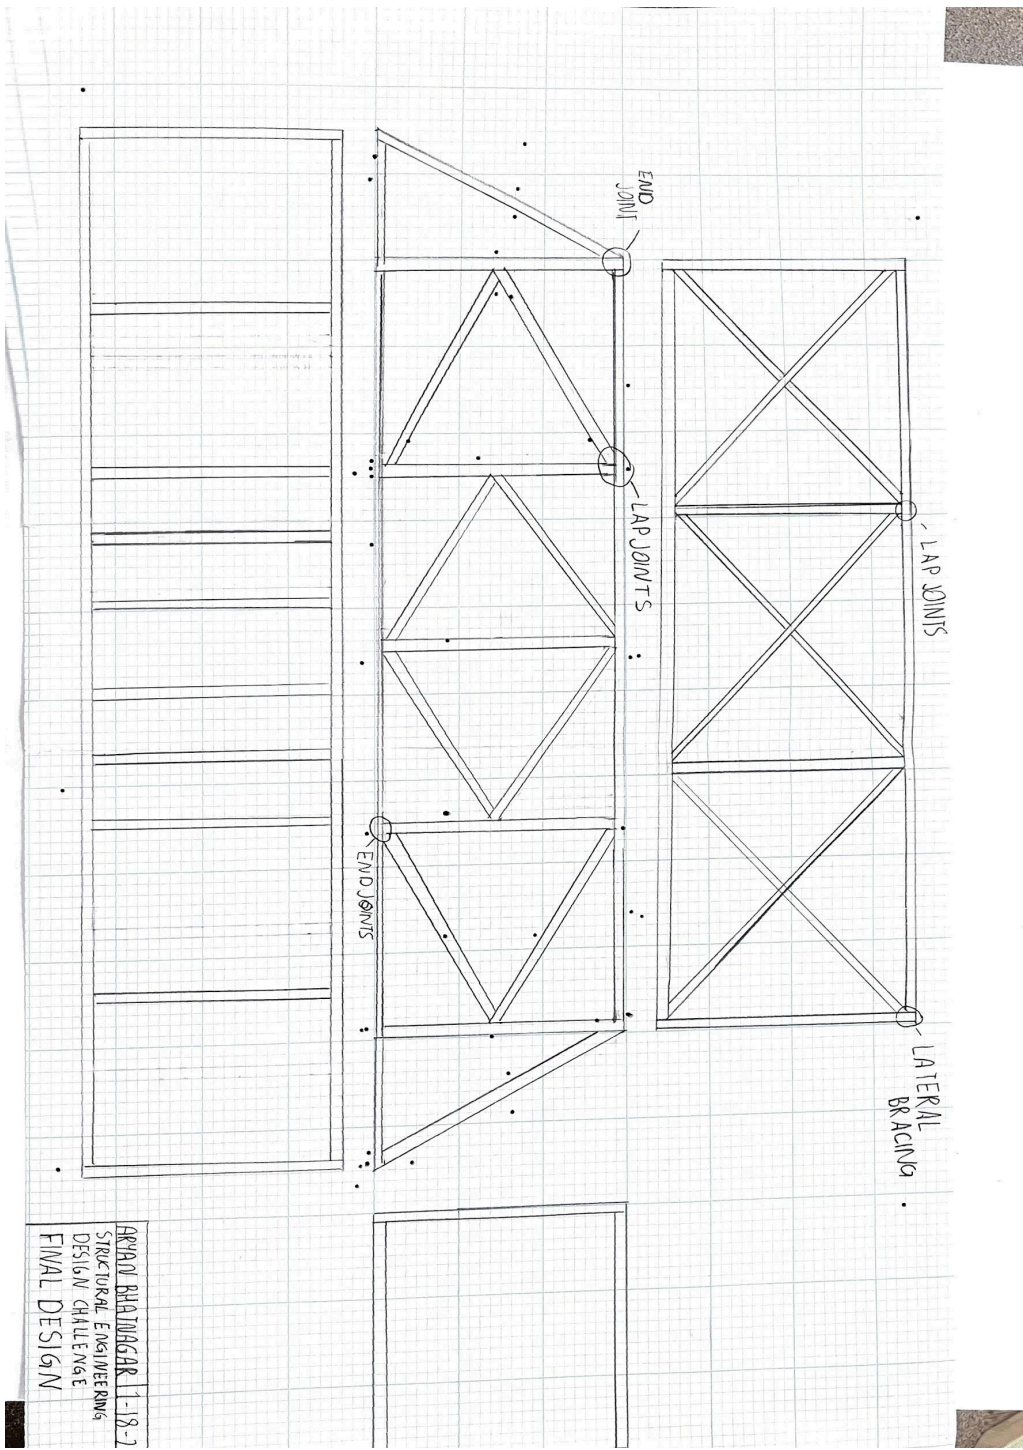 LATERAL
BRACING
LAP JOINTS
END
JOINT
LAP JOINTS
END JOINTS
ARYAN BHATNAGAR
STRUCTURAL ENGINEERING
DESIGN CHALLENGE
FINAL DESIGN